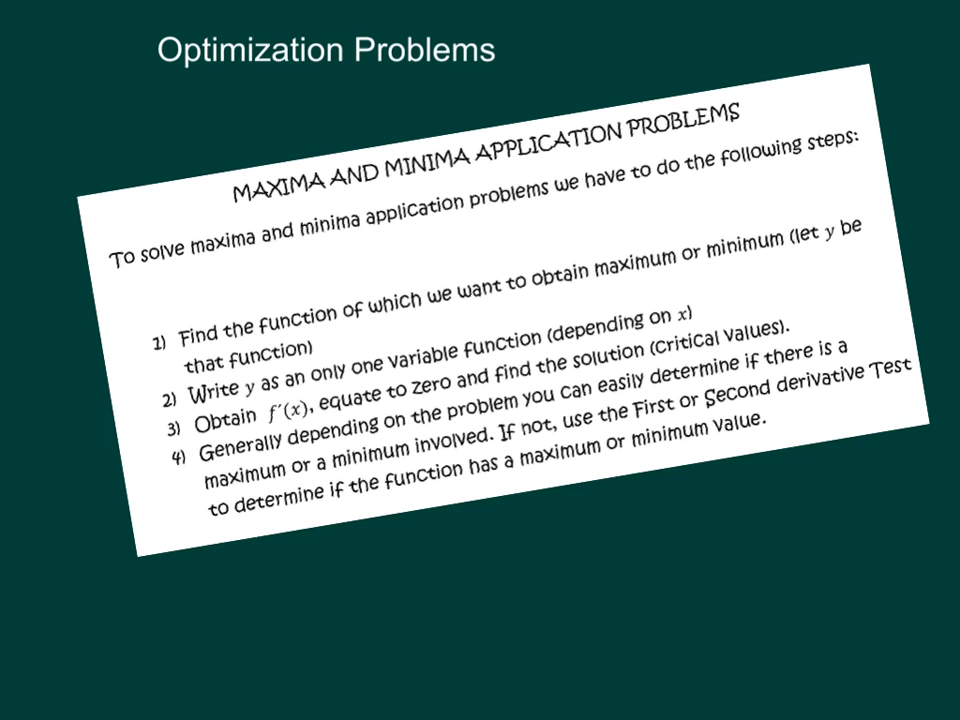 Optimization Problems
MAXIMA AND MINIMA APPLICATION PROBLEMS
To solve maxima and minima application problems we have to do the following steps:
1) Find the function of which we want to obtain maximum or minimum (let y be
that function)
2) Write y as an only one variable function (depending on x)
3) Obtain f´(x), equate to zero and find the solution (critical values).
4) Generally depending on the problem you can easily determine if there is a
maximum or a minimum involved. If not, use the First or Second derivative Test
to determine if the function has a maximum or minimum value.